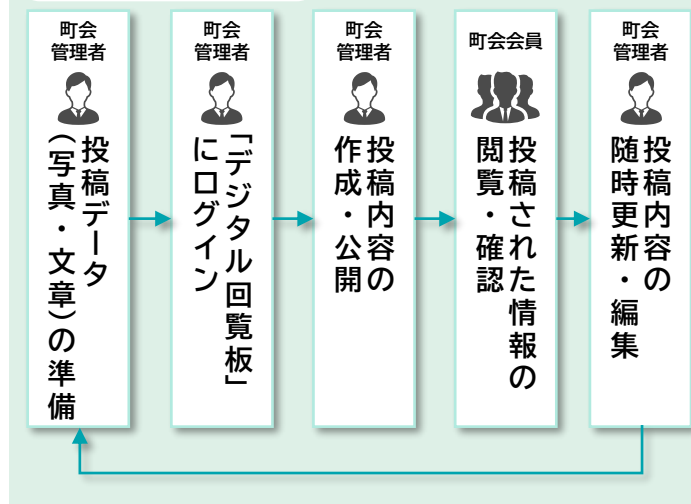 町会
管理者
投稿データ
（写真・文章）の準備
町会
管理者
「デジタル回覧板」
にログイン
町会
管理者
投稿内容の
作成・公開
町会会員
投稿された情報の
閲覧・確認
町会
管理者
投稿内容の
随時更新・編集